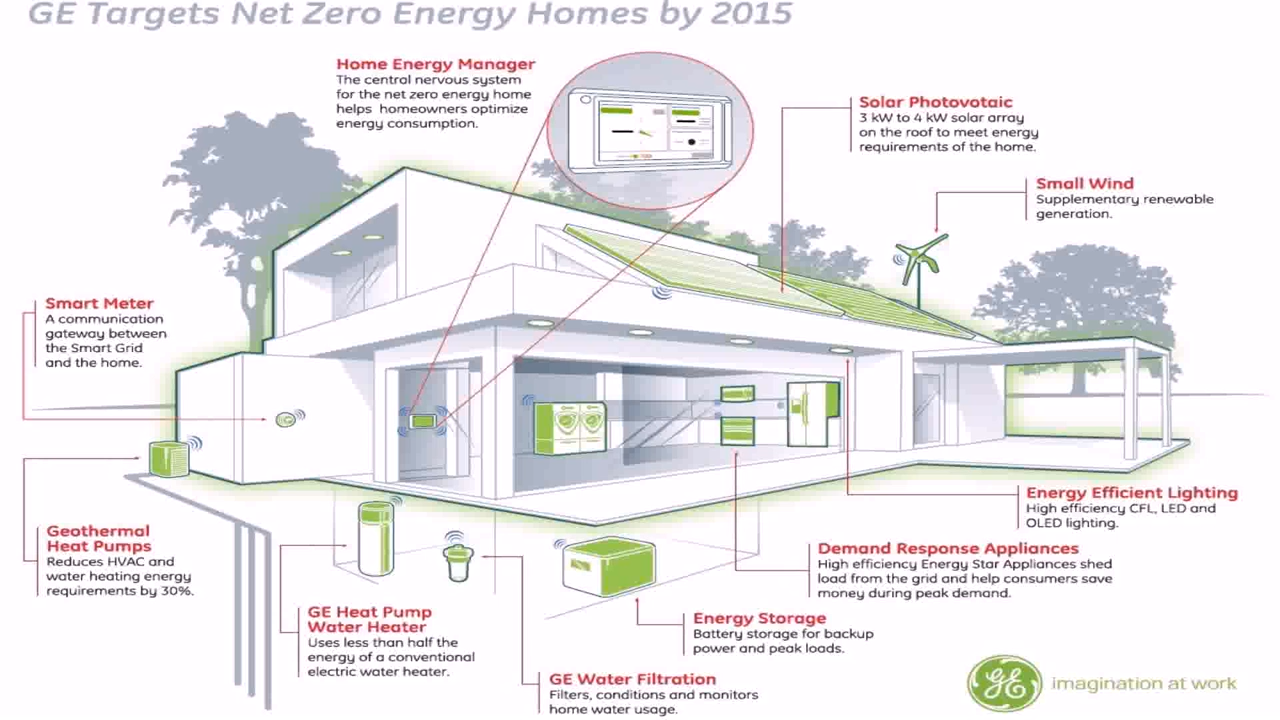 GE Targets Net Zero Energy Homes by 2015
Home Energy Manager
The central nervous system
for the net zero energy home
helps homeowners optimize
energy consumption.
Solar Photovotaic
3 kW to 4 kW solar array
on the roof to meet energy
requirements of the home.
Small Wind
Supplementary renewable
generation.
Smart Meter
A communication
gateway between
the Smart Grid
and the home.
Geothermal
Heat Pumps
Reduces HVAC and
water heating energy
requirements by 30%.
GE Heat Pump
Water Heater
Uses less than half the
energy of a conventional
electric water heater.
GE Water Filtration
Filters, conditions and monitors
home water usage.
Energy Storage
Battery storage for backup
power and peak loads.
Demand Response Appliances
High efficiency Energy Star Appliances shed
load from the grid and help consumers save
money during peak demand.
Energy Efficient Lighting
High efficiency CFL, LED and
OLED lighting.
GE
imagination at work